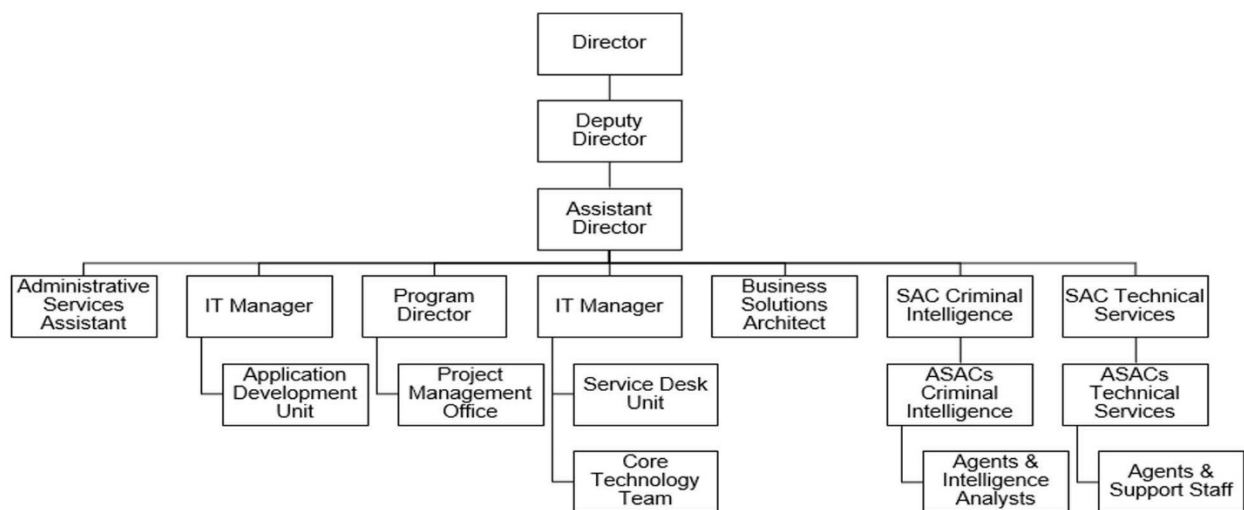 Director
Deputy
Director
Assistant
Director
Administrative
Services
Assistant
IT Manager
Program
Director
IT Manager
Business
Solutions
Architect
SAC Criminal
Intelligence
SAC Technical
Services
Application
Development
Unit
Project
Management
Office
Service Desk
Unit
ASACs
Criminal
Intelligence
ASACs
Technical
Services
Core
Technology
Team
Agents &
Intelligence
Analysts
Agents &
Support Staff